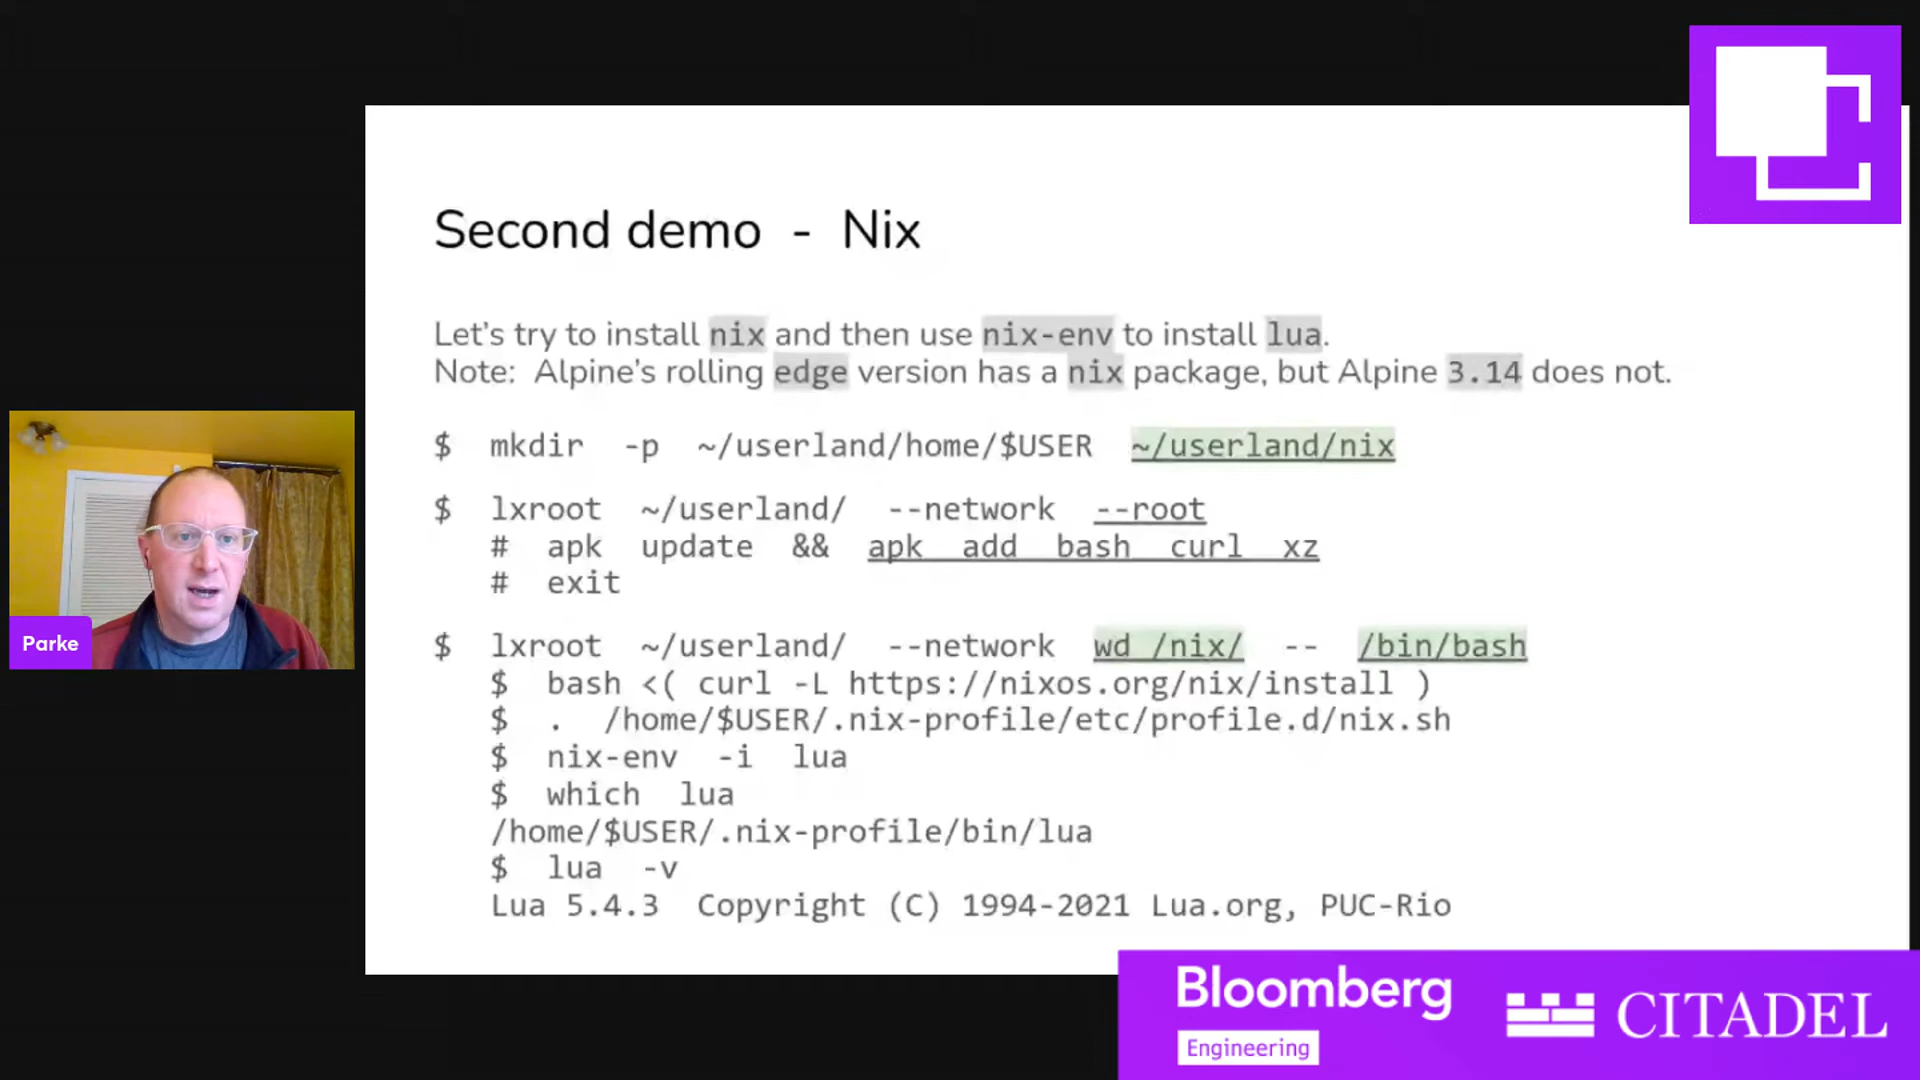 Second demo - Nix
Let's try to install nix and then use nix-env to install lua.
Note: Alpine's rolling edge version has a nix package, but Alpine 3.14 does not.
$ mkdir -p ~/userland/home/$USER ~/userland/nix
$ lxroot ~/userland/ --network --root
# apk update && apk add bash curl xz
# exit
$ lxroot ~/userland/ --network wd /nix/ -- /bin/bash
$ bash <( curl -L https://nixos.org/nix/install )
$ . /home/$USER/.nix-profile/etc/profile.d/nix.sh
$ nix-env -i lua
$ which lua
/home/$USER/.nix-profile/bin/lua
$ lua -v
Lua 5.4.3 Copyright (C) 1994-2021 Lua.org, PUC-Rio
Parke
Bloomberg
Engineering
CITADEL